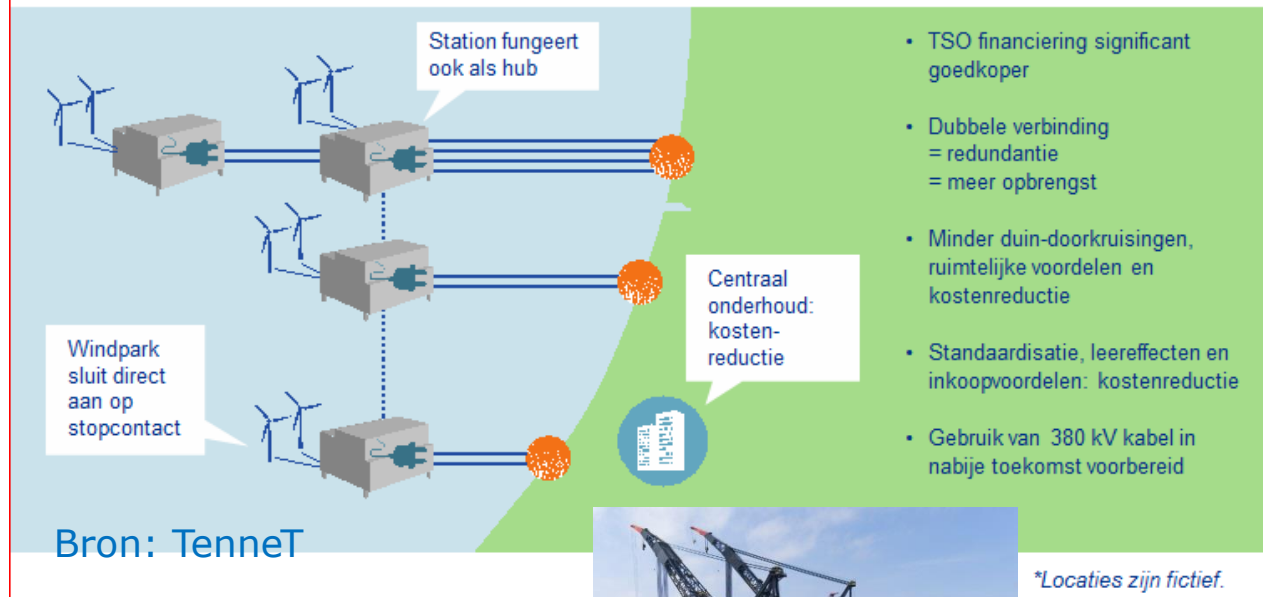 Station fungeert
ook als hub
Windpark
sluit direct
aan op
stopcontact
Centraal
onderhoud:
kosten-
reductie
• TSO financiering significant
goedkoper
• Dubbele verbinding
= redundantie
= meer opbrengst
• Minder duin-doorkruisingen,
ruimtelijke voordelen en
kostenreductie
• Standaardisatie, leereffecten en
inkoopvoordelen: kostenreductie
• Gebruik van 380 kV kabel in
nabije toekomst voorbereid
Bron: TenneT
*Locaties zijn fictief.